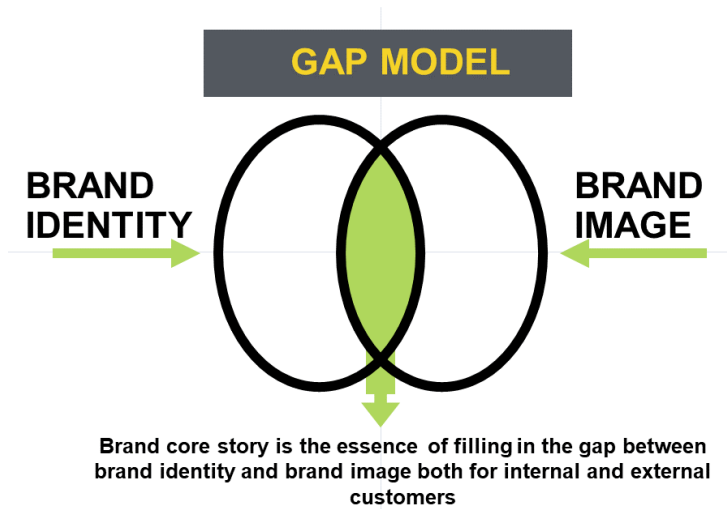 GAP MODEL
BRAND
IDENTITY
BRAND
IMAGE
Brand core story is the essence of filling in the gap between
brand identity and brand image both for internal and external
customers